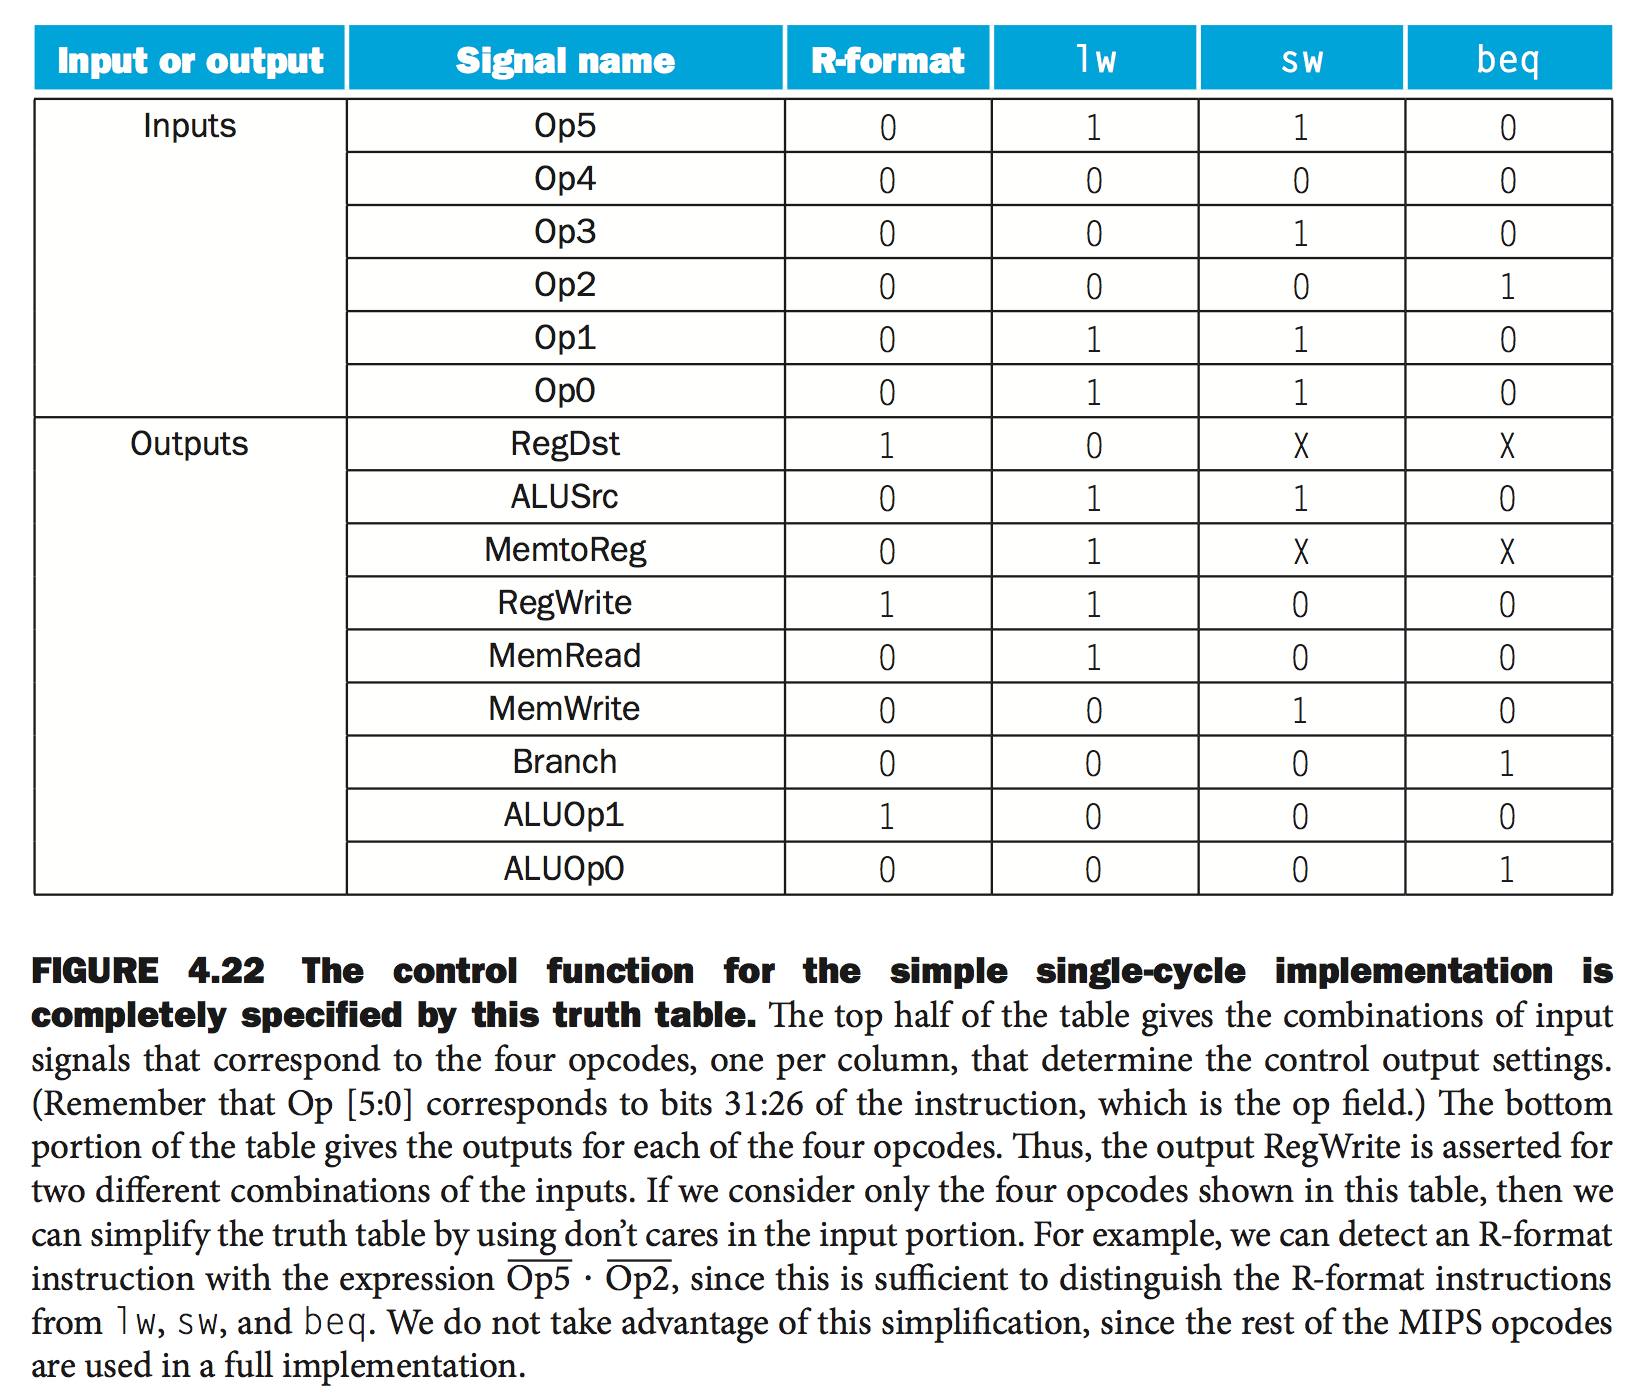 Input or output Signal name R-format lw sw beq
Inputs Op5 0 1 1 0
Op4 0 0 0 0
Op3 0 0 1 0
Op2 0 0 0 1
Op1 0 1 1 0
Op0 0 1 1 0
Outputs RegDst 1 0 X X
ALUSrc 0 1 1 0
MemtoReg 0 1 X X
RegWrite 1 1 0 0
MemRead 0 1 0 0
MemWrite 0 0 1 0
Branch 0 0 0 1
ALUOp1 1 0 0 0
ALUOp0 0 0 0 1
FIGURE 4.22 The control function for the simple single-cycle implementation is
completely specified by this truth table. The top half of the table gives the combinations of input
signals that correspond to the four opcodes, one per column, that determine the control output settings.
(Remember that Op [5:0] corresponds to bits 31:26 of the instruction, which is the op field.) The bottom
portion of the table gives the outputs for each of the four opcodes. Thus, the output RegWrite is asserted for
two different combinations of the inputs. If we consider only the four opcodes shown in this table, then we
can simplify the truth table by using don’t cares in the input portion. For example, we can detect an R-format
instruction with the expression O̅p̅5̅ · O̅p̅2̅, since this is sufficient to distinguish the R-format instructions
from lw, sw, and beq. We do not take advantage of this simplification, since the rest of the MIPS opcodes
are used in a full implementation.